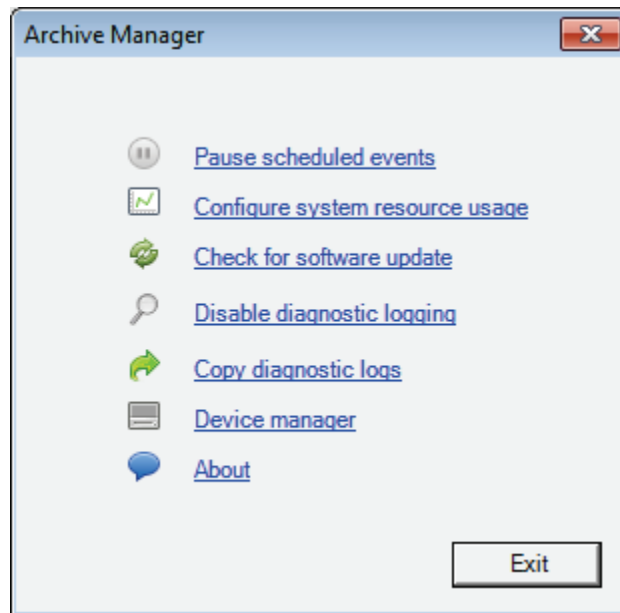 Archive Manager
Pause scheduled events
Configure system resource usage
Check for software update
Disable diagnostic logging
Copy diagnostic logs
Device manager
About
Exit